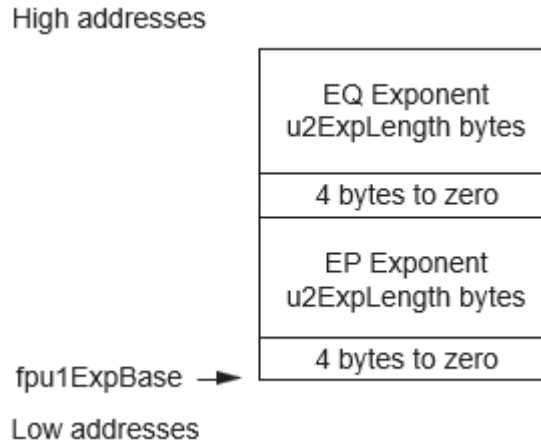 High addresses
EQ Exponent
u2ExpLength bytes
4 bytes to zero
EP Exponent
u2ExpLength bytes
4 bytes to zero
fpu1ExpBase
Low addresses